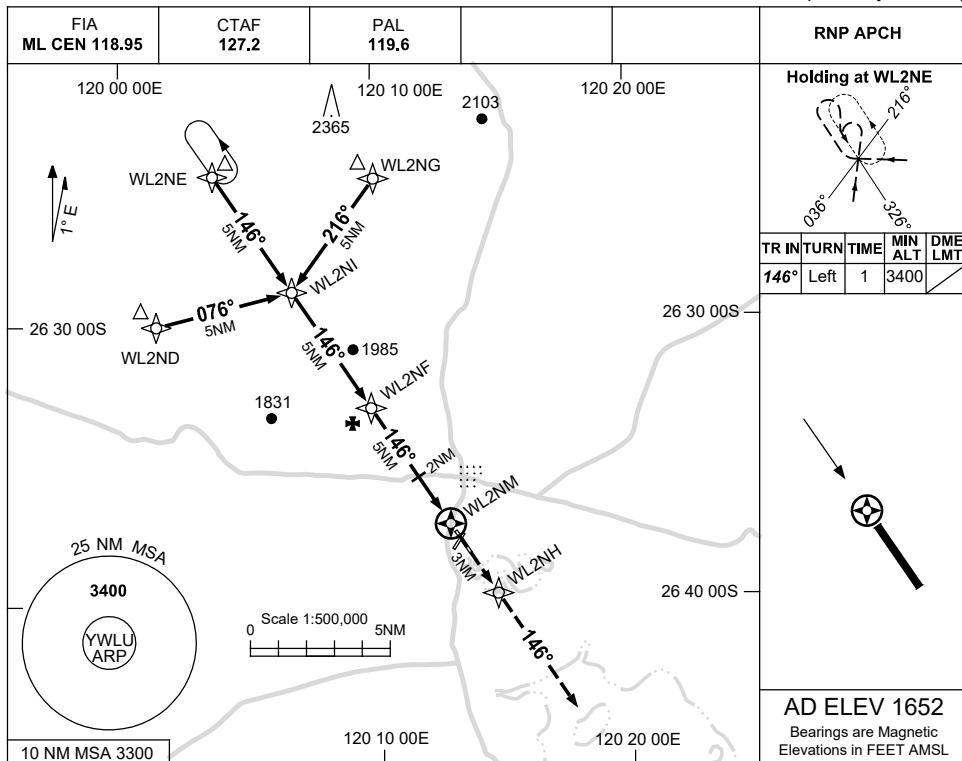 FIA
ML CEN 118.95
CTAF
127.2
PAL
119.6
RNP APCH
120 00 00E
120 10 00E
120 20 00E
Holding at WL2NE
216°
036°
326°
TR IN TURN TIME MIN ALT DME LMT
146° Left 1 3400
2365
2103
WL2NE
WL2NG
1° E
146°
5NM
216°
5NM
WL2NI
076°
5NM
26 30 00S
WL2ND
146°
5NM
1985
WL2NF
1831
146°
5NM
2NM
WL2NM
3NM
WL2NH
25 NM MSA
3400
YWLU
ARP
Scale 1:500,000
0
5NM
26 40 00S
146°
10 NM MSA 3300
120 10 00E
120 20 00E
AD ELEV 1652
Bearings are Magnetic
Elevations in FEET AMSL